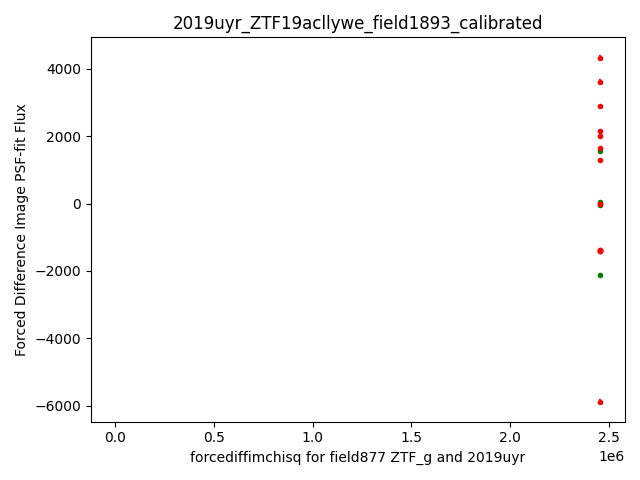 2019uyr_ZTF19acllywe_field1893_calibrated
Forced Difference Image PSF-fit Flux
4000
2000
0
−2000
−4000
−6000
0.0 0.5 1.0 1.5 2.0 2.5
1e6
forcediffimchisq for field877 ZTF_g and 2019uyr